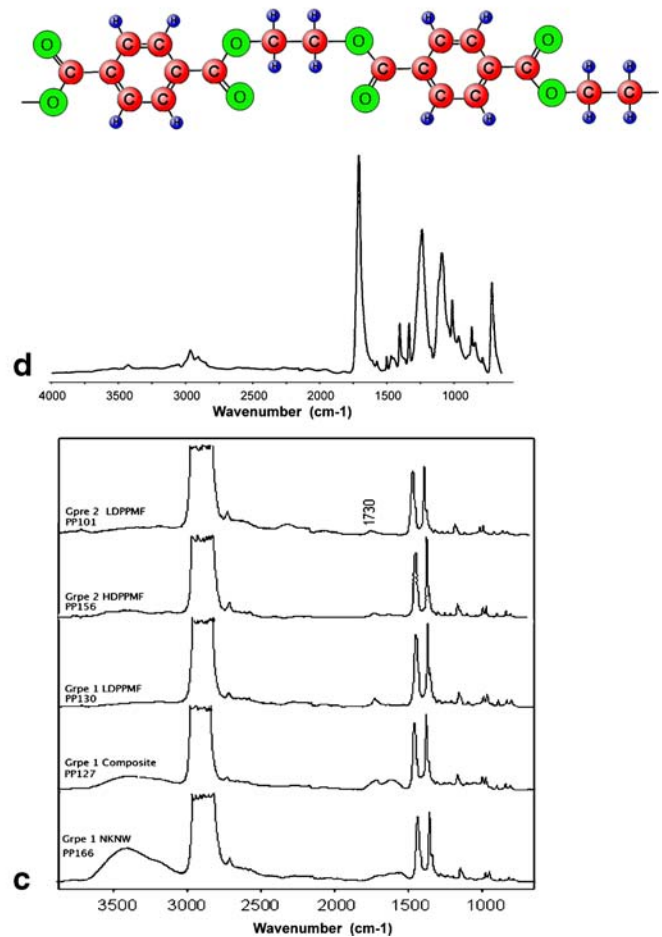 H H H H H H
O C C O C C O C C O
C C C C H H C C C C H H
O C C O O C C O C C
H H H H H H
d
4000 3500 3000 2500 2000 1500 1000
Wavenumber (cm-1)
Gpre 2 LDPPMF
PP101
1730
Grpe 2 HDPPMF
PP156
Grpe 1 LDPPMF
PP130
Grpe 1 Composite
PP127
Grpe 1 NKNW
PP166
c
3500 3000 2500 2000 1500 1000
Wavenumber (cm-1)